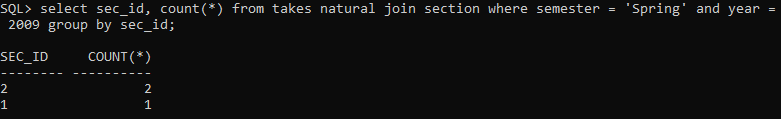 SQL> select sec_id, count(*) from takes natural join section where semester = 'Spring' and year =
 2009 group by sec_id;
SEC_ID     COUNT(*)
-------- ----------
2                 2
1                 1